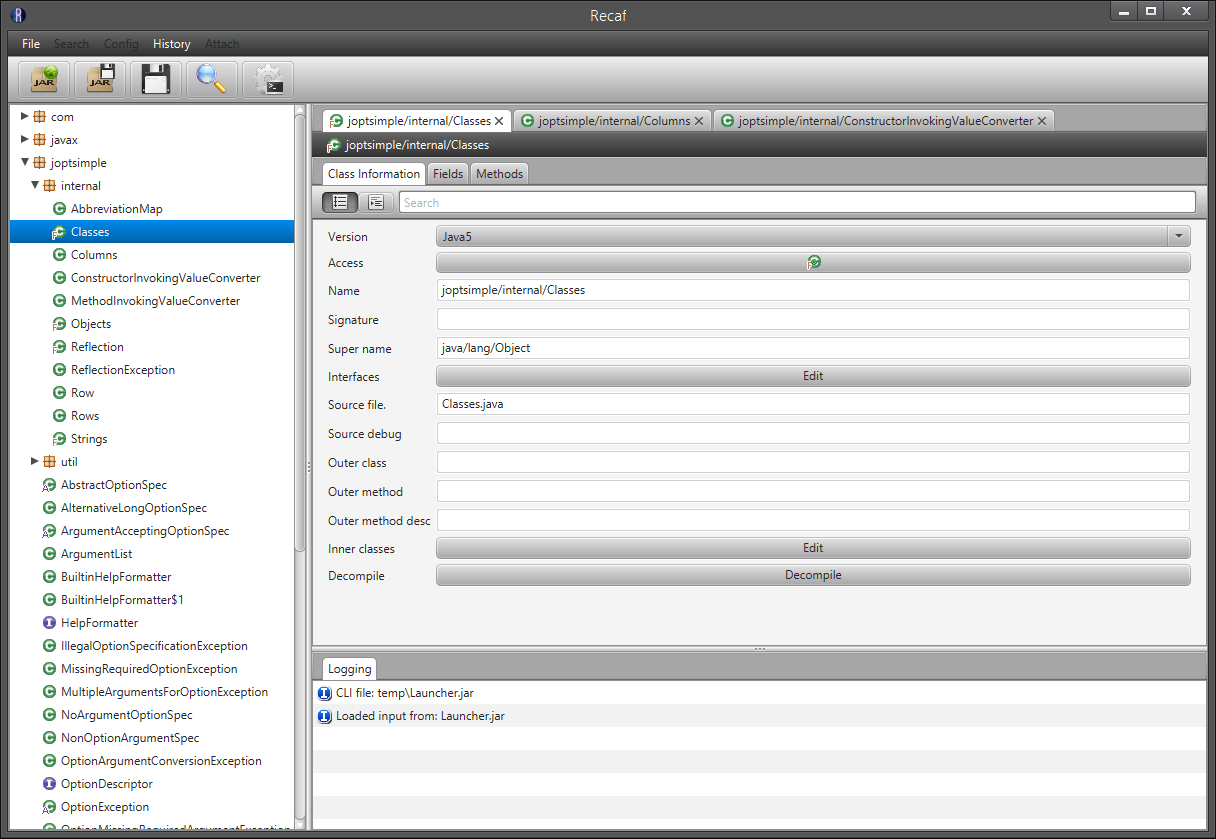 Recaf
File Search Config History Attach
JAR JAR
com
javax
joptsimple
internal
AbbreviationMap
Classes
Columns
ConstructorInvokingValueConverter
MethodInvokingValueConverter
Objects
Reflection
ReflectionException
Row
Rows
Strings
util
AbstractOptionSpec
AlternativeLongOptionSpec
ArgumentAcceptingOptionSpec
ArgumentList
BuiltinHelpFormatter
BuiltinHelpFormatter$1
HelpFormatter
IllegalOptionSpecificationException
MissingRequiredOptionException
MultipleArgumentsForOptionException
NoArgumentOptionSpec
NonOptionArgumentSpec
OptionArgumentConversionException
OptionDescriptor
OptionException
OptionMissingRequiredArgumentException
joptsimple/internal/Classes joptsimple/internal/Columns joptsimple/internal/ConstructorInvokingValueConverter
joptsimple/internal/Classes
Class Information Fields Methods
Search
Version Java5
Access
Name joptsimple/internal/Classes
Signature
Super name java/lang/Object
Interfaces Edit
Source file. Classes.java
Source debug
Outer class
Outer method
Outer method desc
Inner classes Edit
Decompile Decompile
Logging
CLI file: temp\Launcher.jar
Loaded input from: Launcher.jar